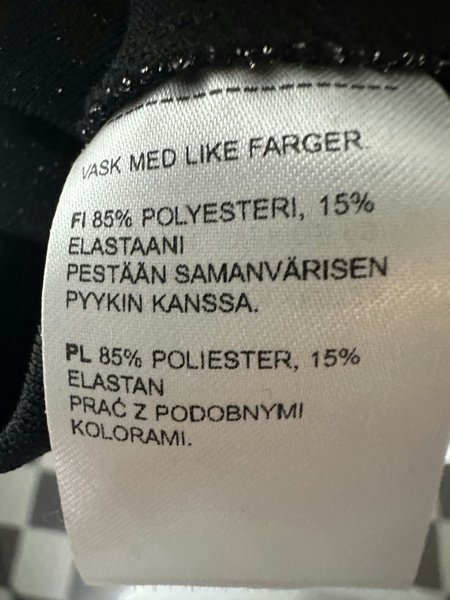 VASK MED LIKE FARGER.
FI 85% POLYESTERI, 15%
ELASTAANI
PESTÄÄN SAMANVÄRISEN
PYYKIN KANSSA.
PL 85% POLIESTER, 15%
ELASTAN
PRAĆ Z PODOBNYMI
KOLORAMI.